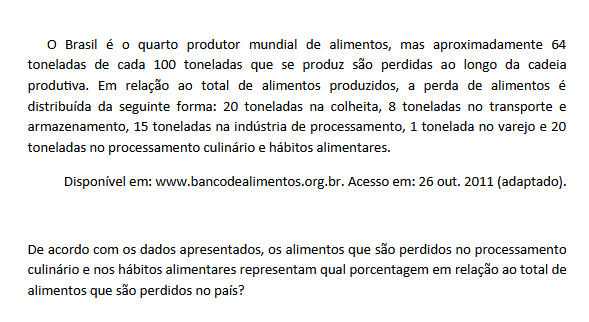 O Brasil é o quarto produtor mundial de alimentos, mas aproximadamente 64
toneladas de cada 100 toneladas que se produz são perdidas ao longo da cadeia
produtiva. Em relação ao total de alimentos produzidos, a perda de alimentos é
distribuída da seguinte forma: 20 toneladas na colheita, 8 toneladas no transporte e
armazenamento, 15 toneladas na indústria de processamento, 1 tonelada no varejo e 20
toneladas no processamento culinário e hábitos alimentares.
Disponível em: www.bancodealimentos.org.br. Acesso em: 26 out. 2011 (adaptado).
De acordo com os dados apresentados, os alimentos que são perdidos no processamento
culinário e nos hábitos alimentares representam qual porcentagem em relação ao total de
alimentos que são perdidos no país?